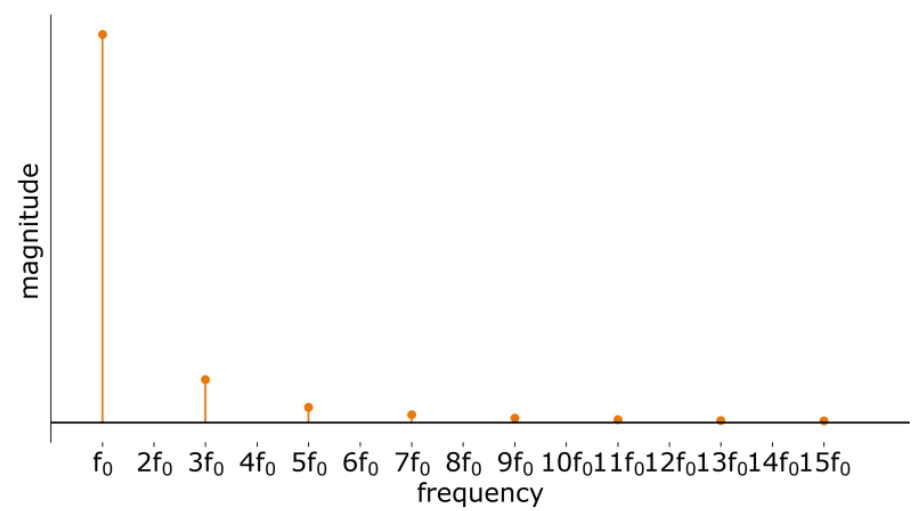 magnitude
f₀ 2f₀ 3f₀ 4f₀ 5f₀ 6f₀ 7f₀ 8f₀ 9f₀ 10f₀ 11f₀ 12f₀ 13f₀ 14f₀ 15f₀
frequency